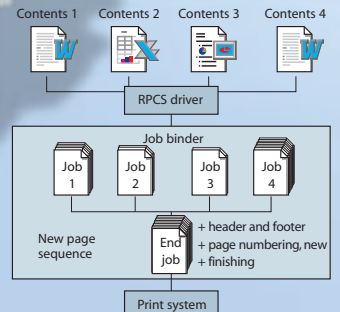 Contents 1 Contents 2 Contents 3 Contents 4
W X W
RPCS driver
Job binder
Job 1
Job 2
Job 3
Job 4
New page sequence
End job
+ header and footer
+ page numbering, new
+ finishing
Print system